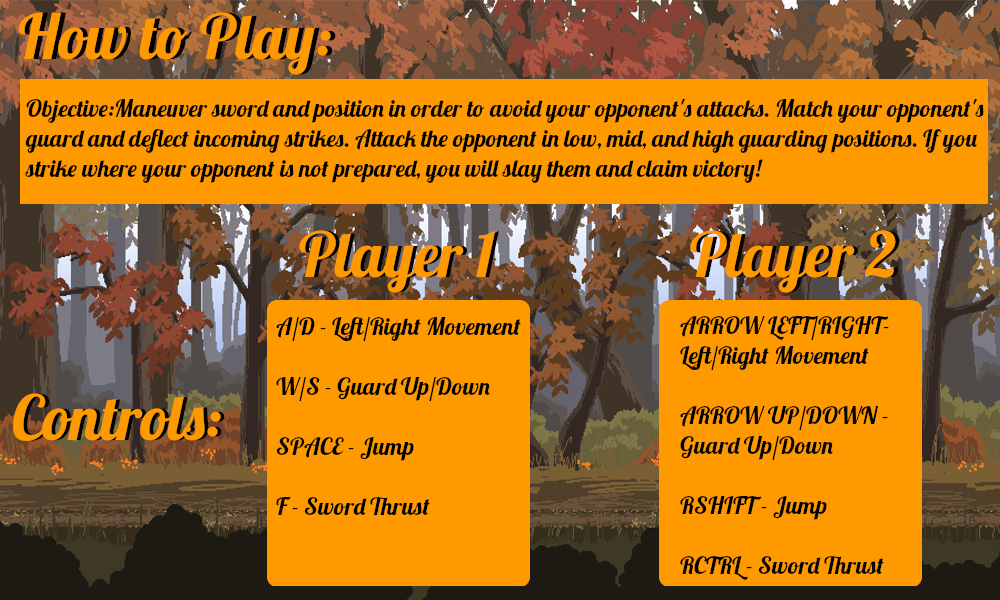 How to Play:
Objective:Maneuver sword and position in order to avoid your opponent's attacks. Match your opponent's
guard and deflect incoming strikes. Attack the opponent in low, mid, and high guarding positions. If you
strike where your opponent is not prepared, you will slay them and claim victory!
Controls:
Player 1
A/D - Left/Right Movement
W/S - Guard Up/Down
SPACE - Jump
F - Sword Thrust
Player 2
ARROW LEFT/RIGHT-
Left/Right Movement
ARROW UP/DOWN -
Guard Up/Down
RSHIFT - Jump
RCTRL - Sword Thrust